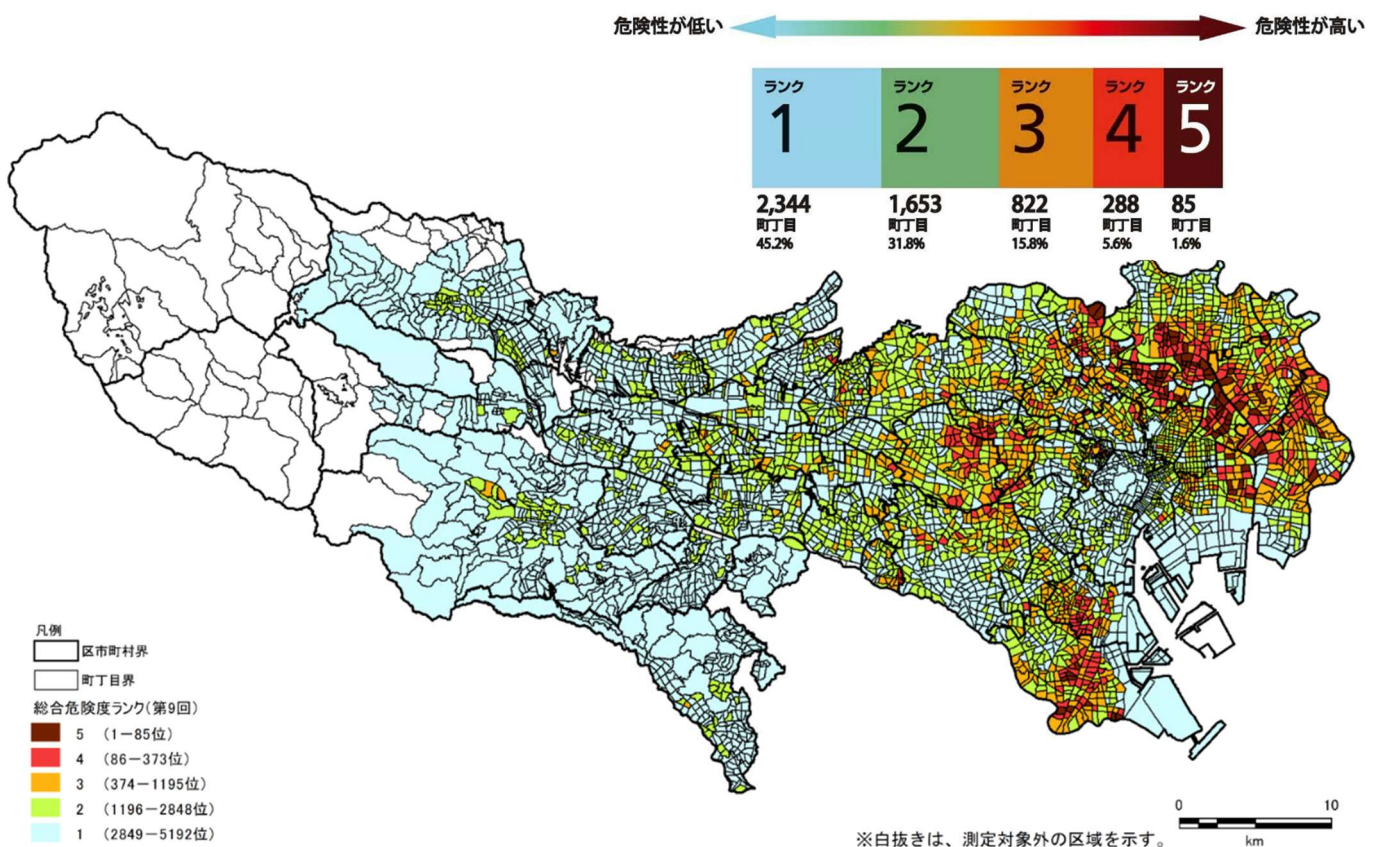 危険性が低い
危険性が高い
ランク
1
ランク
2
ランク
3
ランク
4
ランク
5
2,344
町丁目
45.2%
1,653
町丁目
31.8%
822
町丁目
15.8%
288
町丁目
5.6%
85
町丁目
1.6%
凡例
区市町村界
町丁目界
総合危険度ランク(第9回)
5 (1-85位)
4 (86-373位)
3 (374-1195位)
2 (1196-2848位)
1 (2849-5192位)
※白抜きは、測定対象外の区域を示す。
0 10
km